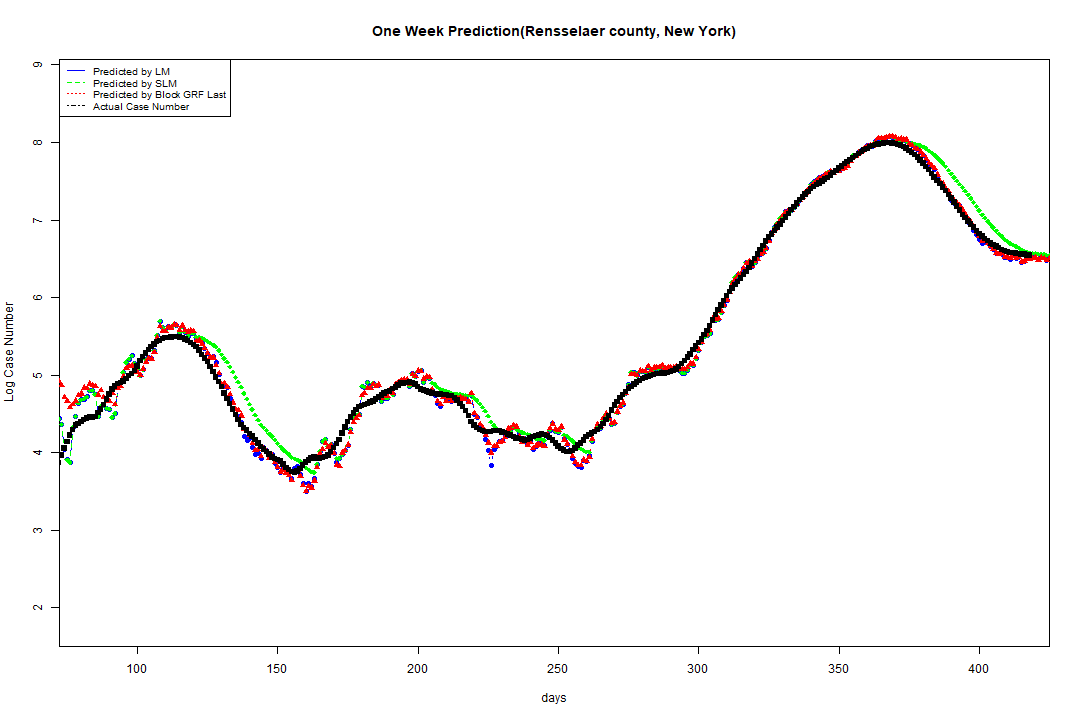 One Week Prediction(Rensselaer county, New York)
Predicted by LM
Predicted by SLM
Predicted by Block GRF Last
Actual Case Number
Log Case Number
9
8
7
6
5
4
3
2
100 150 200 250 300 350 400
days